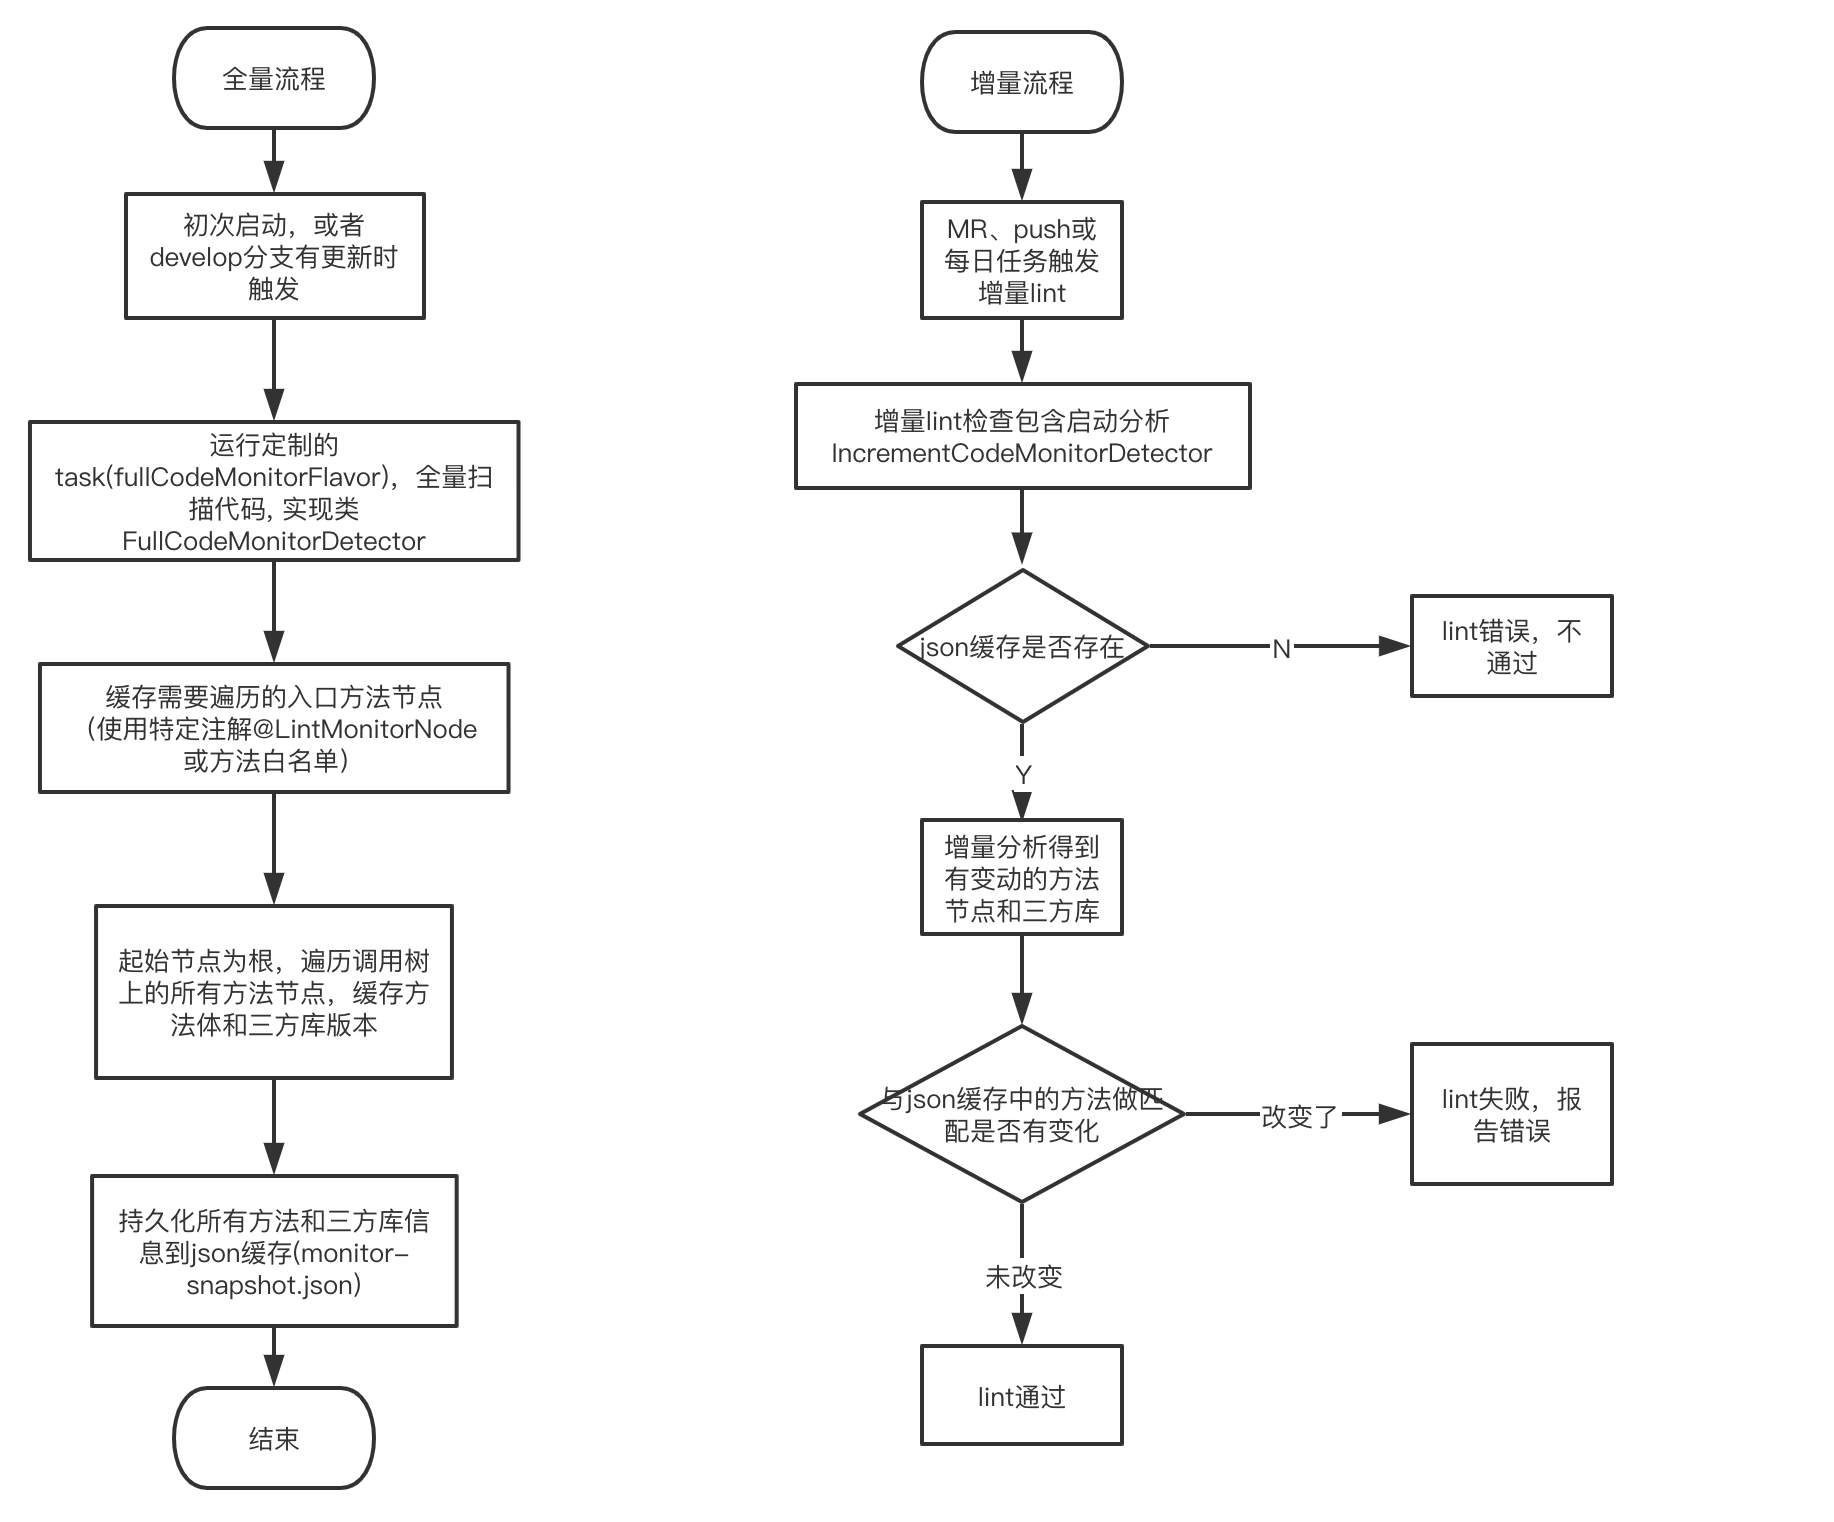 全量流程
初次启动，或者
develop分支有更新时
触发
运行定制的
task(fullCodeMonitorFlavor)，全量扫
描代码, 实现类
FullCodeMonitorDetector
缓存需要遍历的入口方法节点
（使用特定注解@LintMonitorNode
或方法白名单）
起始节点为根，遍历调用树
上的所有方法节点，缓存方
法体和三方库版本
持久化所有方法和三方库信
息到json缓存(monitor-
snapshot.json)
结束
增量流程
MR、push或
每日任务触发
增量lint
增量lint检查包含启动分析
IncrementCodeMonitorDetector
json缓存是否存在
N
lint错误，不
通过
Y
增量分析得到
有变动的方法
节点和三方库
与json缓存中的方法做匹
配是否有变化
改变了
lint失败，报
告错误
未改变
lint通过